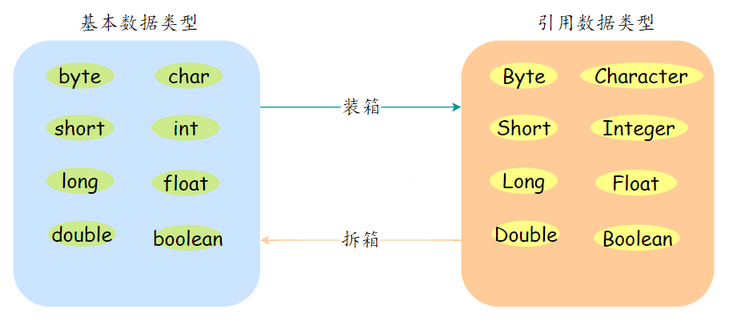 基本数据类型
引用数据类型
byte char
short int
long float
double boolean
装箱
拆箱
Byte Character
Short Integer
Long Float
Double Boolean